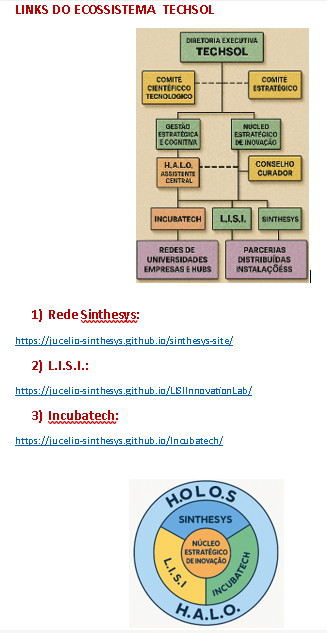 LINKS DO ECOSSISTEMA TECHSOL
DIRETORIA EXECUTIVA
TECHSOL
COMITÊ
CIENTÍFICCO
TECNOLOGICO
COMITE
ESTRATÉGICO
GESTÃO
ESTRATÉGICA
E COGNITIVA
NÚCLEO
ESTRATÉGICO
DE INOVAÇÃO
H.A.L.O.
ASSISTENTE
CENTRAL
CONSELHO
CURADOR
INCUBATECH
L.I.S.I.
SINTHESYS
REDES DE
UNIVERSIDADES
EMPRESAS E HUBS
PARCERIAS
DISTRIBUÍDAS
INSTALAÇÕÉSS
1) Rede Sinthesys:
https://jucelio-sinthesys.github.io/sinthesys-site/
2) L.I.S.I.:
https://jucelio-sinthesys.github.io/LISIInnovationLab/
3) Incubatech:
https://jucelio-sinthesys.github.io/Incubatech/
H.O.L.O.S
SINTHESYS
NÚCLEO
ESTRATÉGICO
DE INOVAÇÃO
L.I.S.I
INCUBATECH
H.A.L.O.